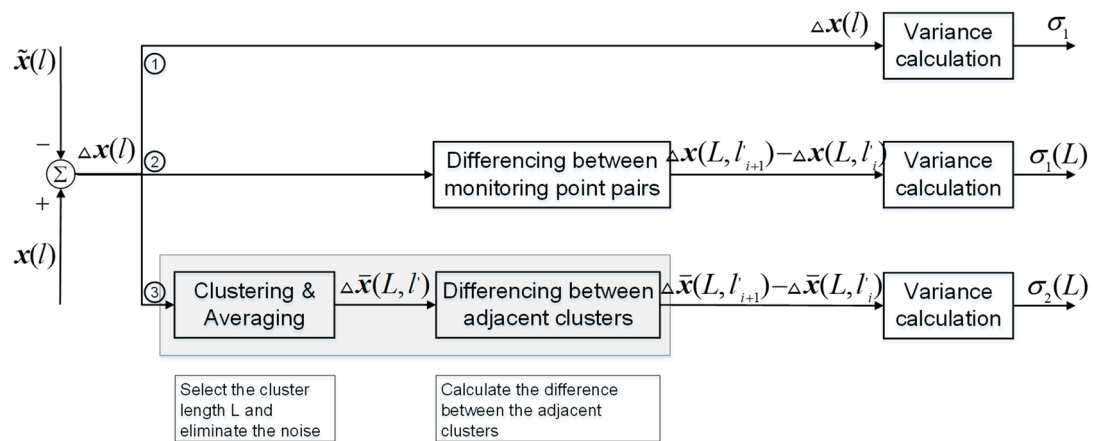 x̃(l)
−
Σ
+
x(l)
△x(l)
①
△x(l)
Variance
calculation
σ₁
②
Differencing between
monitoring point pairs
△x(L, l'ᵢ₊₁)−△x(L, l'ᵢ)
Variance
calculation
σ₁(L)
③
Clustering &
Averaging
△x̄(L, l')
Differencing between
adjacent clusters
△x̄(L, l'ᵢ₊₁)−△x̄(L, l'ᵢ)
Variance
calculation
σ₂(L)
Select the cluster
length L and
eliminate the noise
Calculate the difference
between the adjacent
clusters